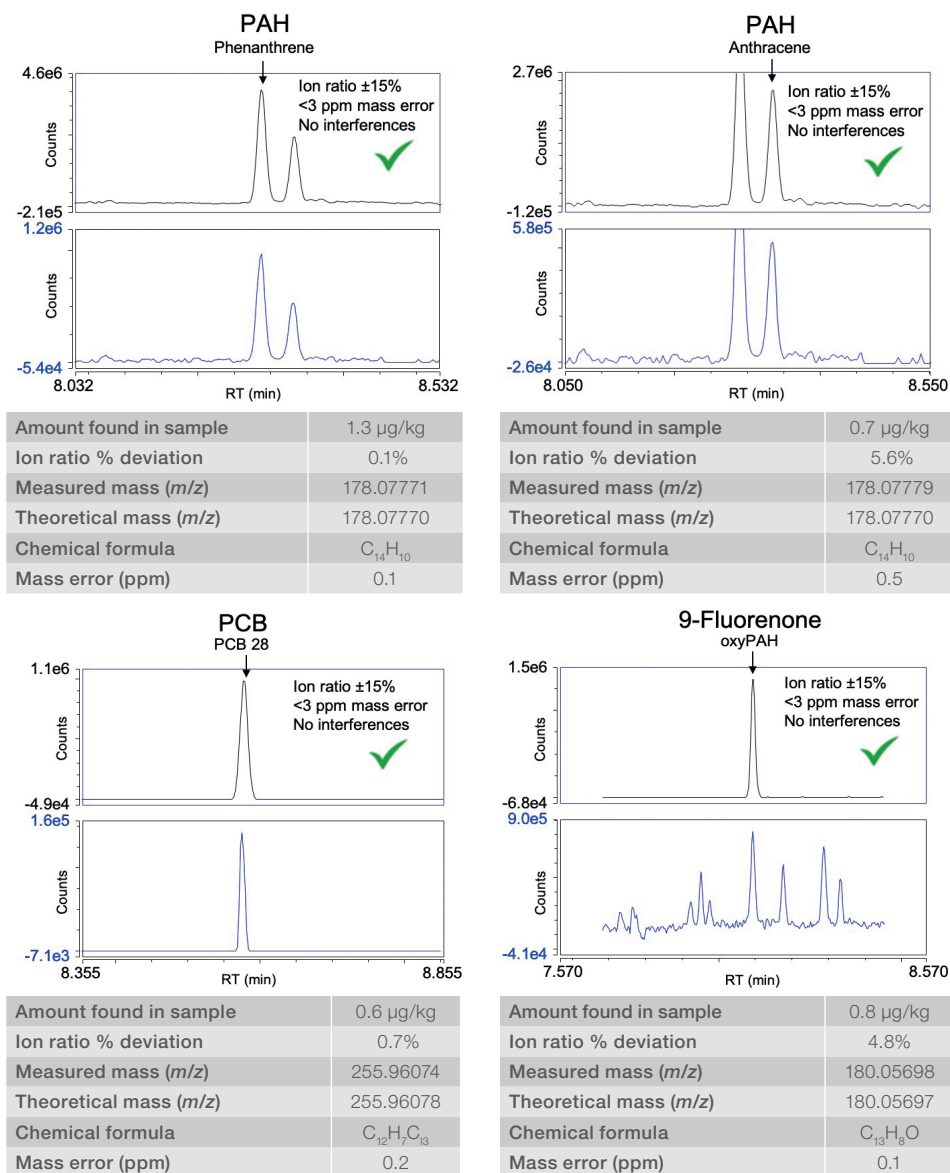 PAH
Phenanthrene
4.6e6
Counts
-2.1e5
Ion ratio ±15%
<3 ppm mass error
No interferences
1.2e6
Counts
-5.4e4
8.032
RT (min)
8.532
Amount found in sample 1.3 µg/kg
Ion ratio % deviation 0.1%
Measured mass (m/z) 178.07771
Theoretical mass (m/z) 178.07770
Chemical formula C₁₄H₁₀
Mass error (ppm) 0.1
PAH
Anthracene
2.7e6
Counts
-1.2e5
Ion ratio ±15%
<3 ppm mass error
No interferences
5.8e5
Counts
-2.6e4
8.050
RT (min)
8.550
Amount found in sample 0.7 µg/kg
Ion ratio % deviation 5.6%
Measured mass (m/z) 178.07779
Theoretical mass (m/z) 178.07770
Chemical formula C₁₄H₁₀
Mass error (ppm) 0.5
PCB
PCB 28
1.1e6
Counts
-4.9e4
Ion ratio ±15%
<3 ppm mass error
No interferences
1.6e5
Counts
-7.1e3
8.355
RT (min)
8.855
Amount found in sample 0.6 µg/kg
Ion ratio % deviation 0.7%
Measured mass (m/z) 255.96074
Theoretical mass (m/z) 255.96078
Chemical formula C₁₂H₇Cₗ₃
Mass error (ppm) 0.2
9-Fluorenone
oxyPAH
1.5e6
Counts
-6.8e4
Ion ratio ±15%
<3 ppm mass error
No interferences
9.0e5
Counts
-4.1e4
7.570
RT (min)
8.570
Amount found in sample 0.8 µg/kg
Ion ratio % deviation 4.8%
Measured mass (m/z) 180.05698
Theoretical mass (m/z) 180.05697
Chemical formula C₁₃H₈O
Mass error (ppm) 0.1